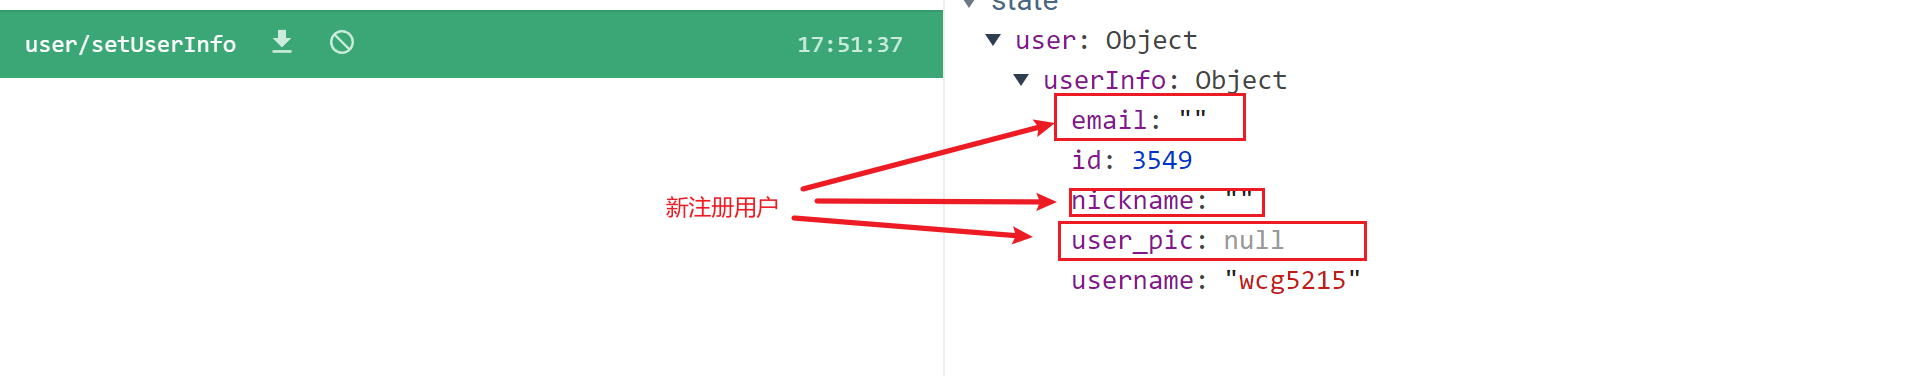 user/setUserInfo
17:51:37
新注册用户
state
user: Object
userInfo: Object
email: ""
id: 3549
nickname: ""
user_pic: null
username: "wcg5215"